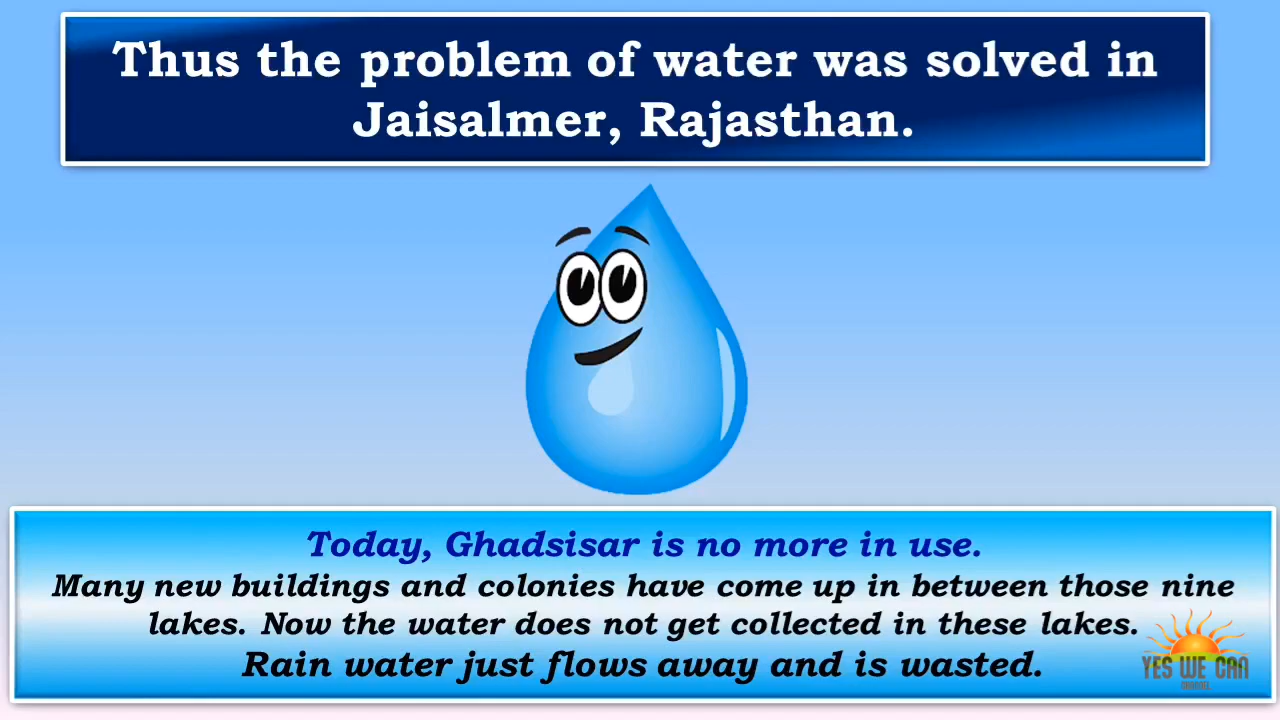 Thus the problem of water was solved in
Jaisalmer, Rajasthan.
Today, Ghadsisar is no more in use.
Many new buildings and colonies have come up in between those nine
lakes. Now the water does not get collected in these lakes.
Rain water just flows away and is wasted.
YES WE CAN
CHANNEL